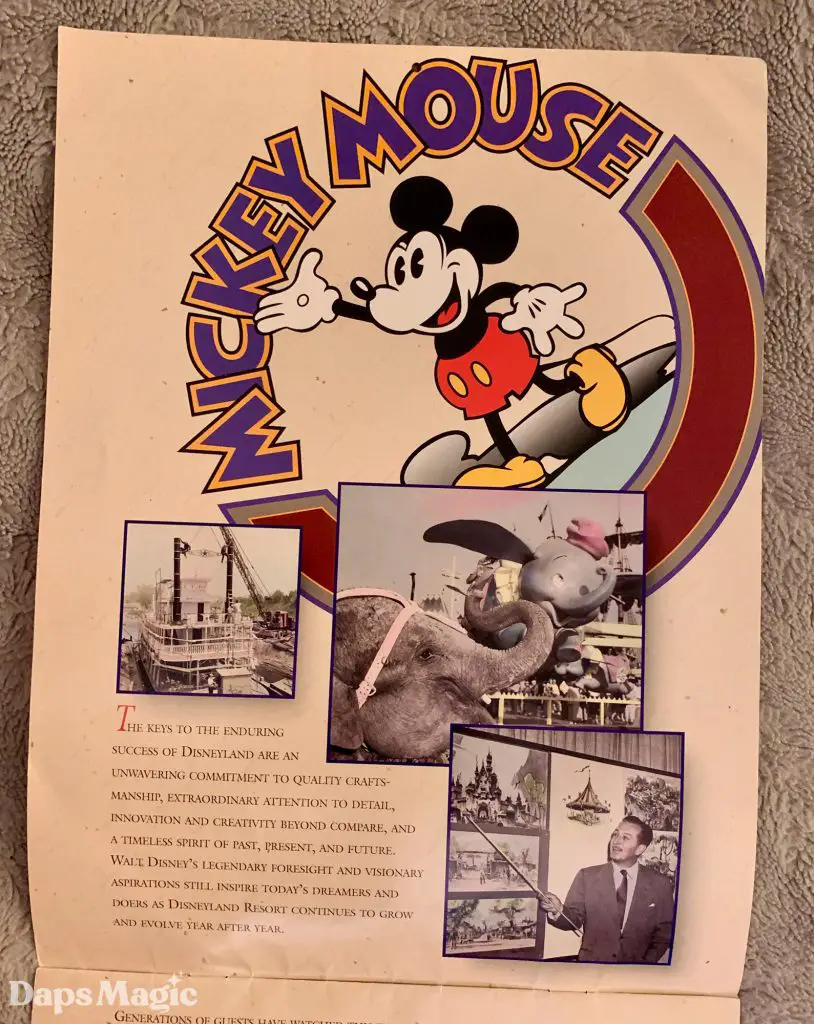 MICKEY MOUSE
THE KEYS TO THE ENDURING
SUCCESS OF DISNEYLAND ARE AN
UNWAVERING COMMITMENT TO QUALITY CRAFTS-
MANSHIP, EXTRAORDINARY ATTENTION TO DETAIL,
INNOVATION AND CREATIVITY BEYOND COMPARE, AND
A TIMELESS SPIRIT OF PAST, PRESENT, AND FUTURE.
WALT DISNEY'S LEGENDARY FORESIGHT AND VISIONARY
ASPIRATIONS STILL INSPIRE TODAY'S DREAMERS AND
DOERS AS DISNEYLAND RESORT CONTINUES TO GROW
AND EVOLVE YEAR AFTER YEAR.
DapsMagic
GENERATIONS OF GUESTS HAVE WATCHED